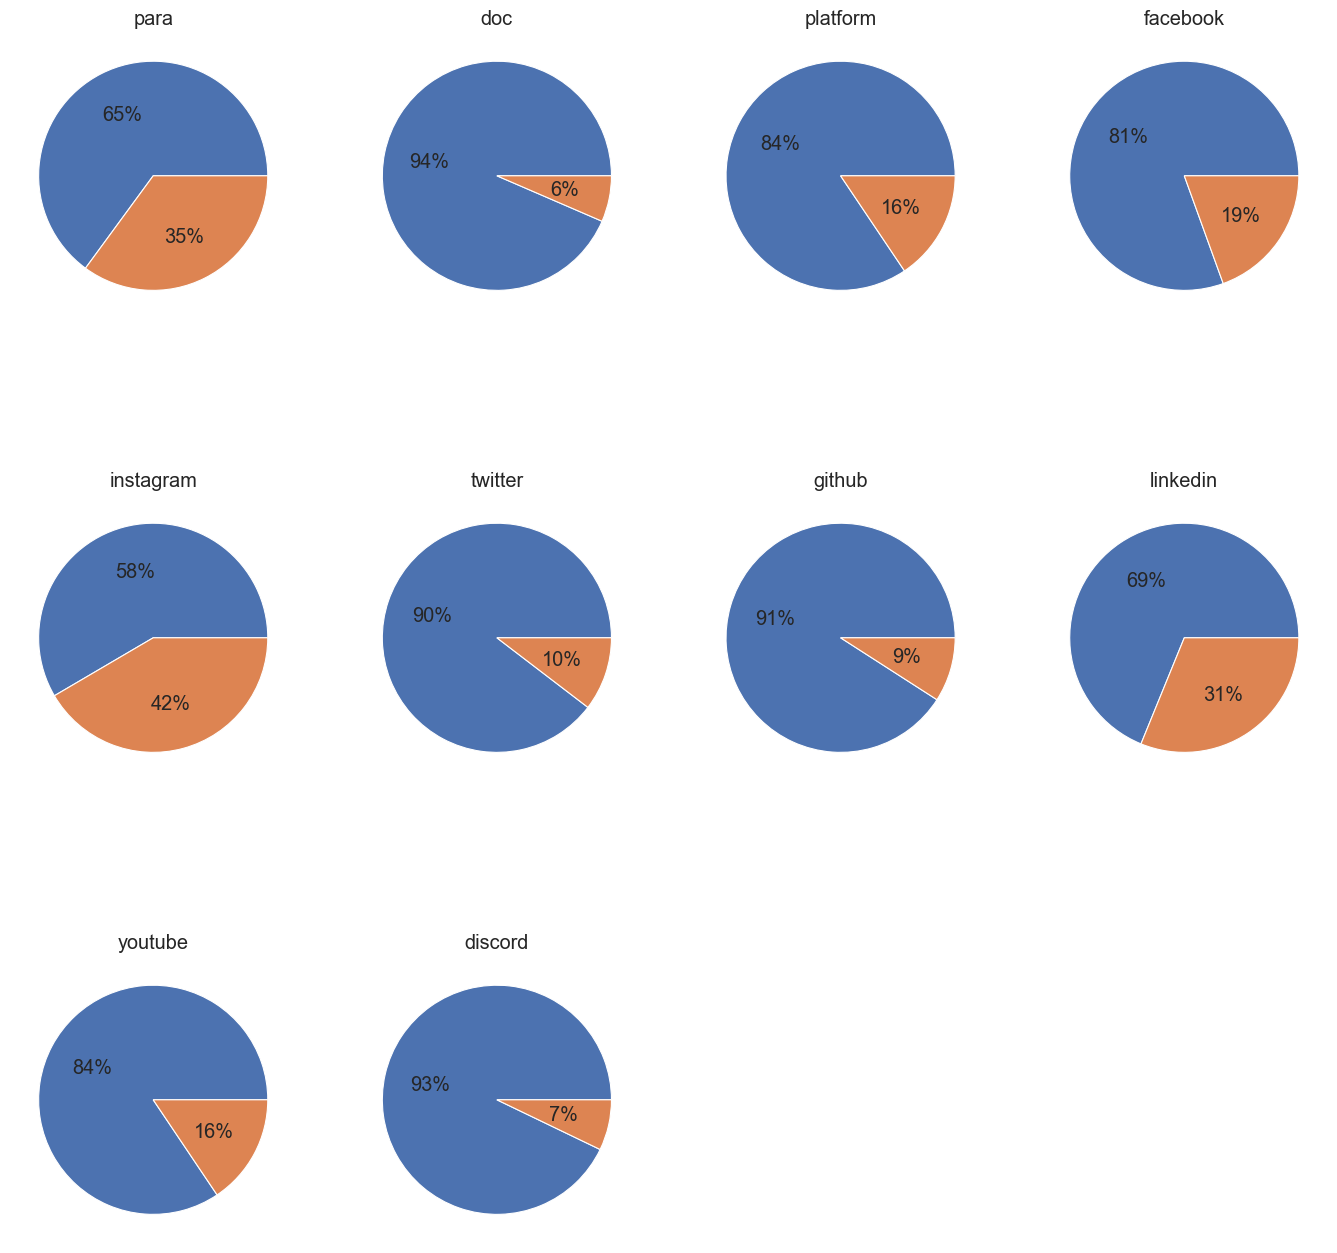 para
65%
35%
doc
94%
6%
platform
84%
16%
facebook
81%
19%
instagram
58%
42%
twitter
90%
10%
github
91%
9%
linkedin
69%
31%
youtube
84%
16%
discord
93%
7%